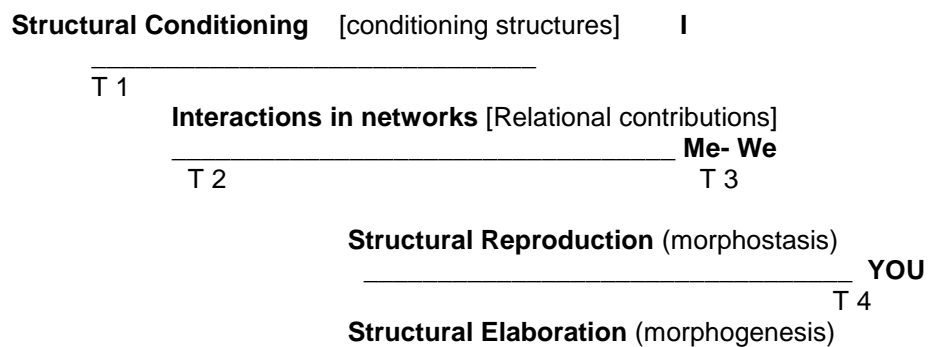 Structural Conditioning [conditioning structures] I
T 1
Interactions in networks [Relational contributions]
Me- We
T 2 T 3
Structural Reproduction (morphostasis)
YOU
T 4
Structural Elaboration (morphogenesis)